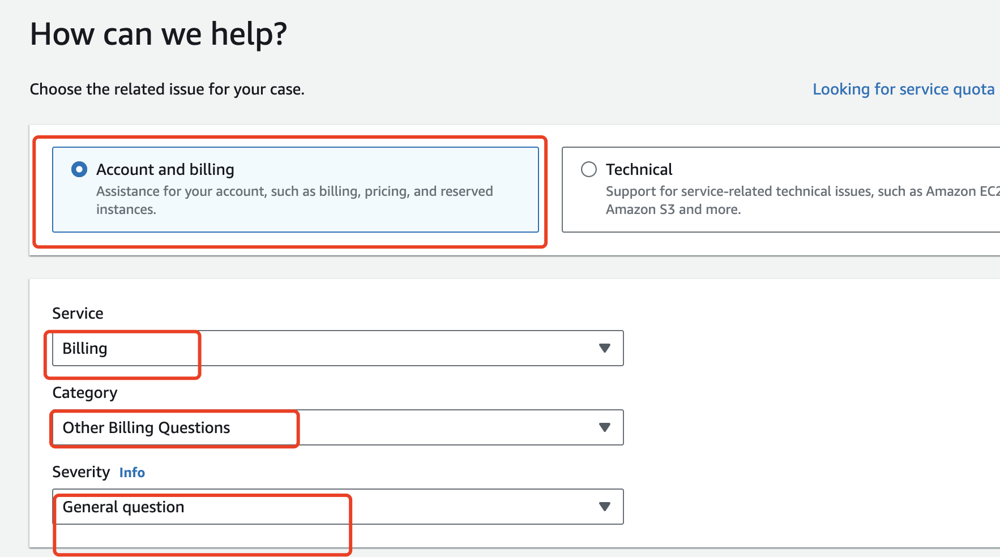 How can we help?
Choose the related issue for your case.
Looking for service quota
Account and billing
Assistance for your account, such as billing, pricing, and reserved
instances.
Technical
Support for service-related technical issues, such as Amazon EC2
Amazon S3 and more.
Service
Billing
Category
Other Billing Questions
Severity Info
General question